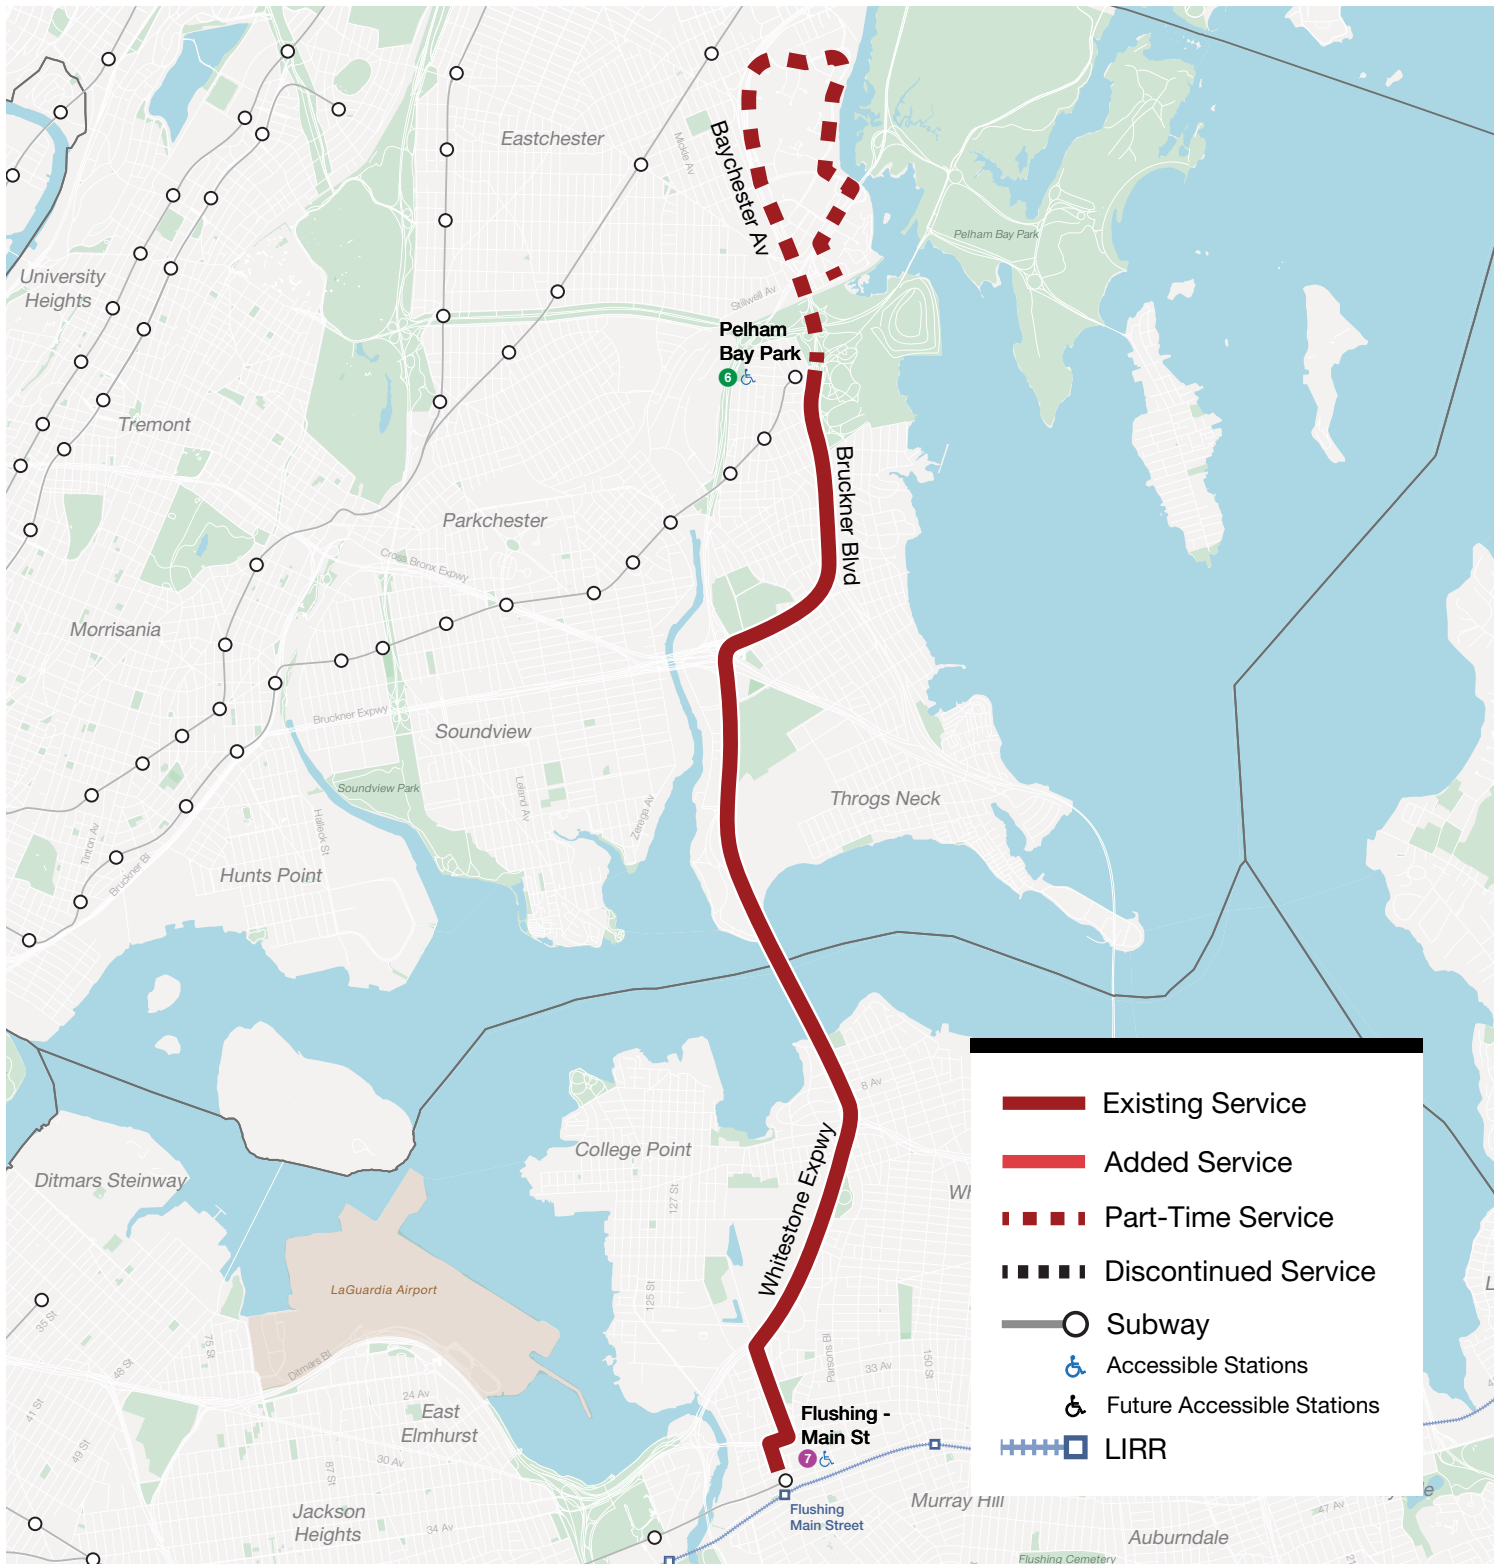 Eastchester
Mickle Av
Baychester Av
Pelham Bay Park
University
Heights
Stillwell Av
Pelham
Bay Park
6
Tremont
Bruckner Blvd
Parkchester
Cross Bronx Expwy
Morrisania
Bruckner Expwy
Soundview
Soundview Park
Leland Av
Zerega Av
Throgs Neck
Halleck St
Tinton Av
Bruckner Bl
Hunts Point
8 Av
College Point
Whitestone Expwy
Ditmars Steinway
127 St
Wh
LaGuardia Airport
125 St
35 St
75 St
48 St
Ditmars Bl
Parsons Bl
33 Av
150 St
41 St
24 Av
East
Elmhurst
49 St
30 Av
87 St
Flushing -
Main St
7
Jackson
Heights
34 Av
Flushing
Main Street
Murray Hill
Auburndale
47 Av
Flushing Cemetery
Existing Service
Added Service
Part-Time Service
Discontinued Service
Subway
Accessible Stations
Future Accessible Stations
LIRR